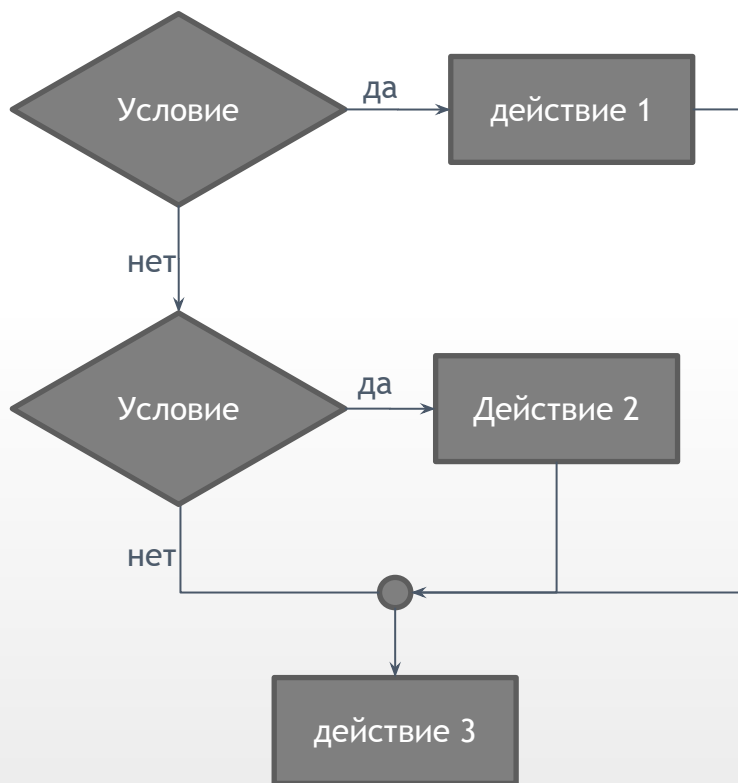 Условие
да
действие 1
нет
Условие
да
Действие 2
нет
действие 3